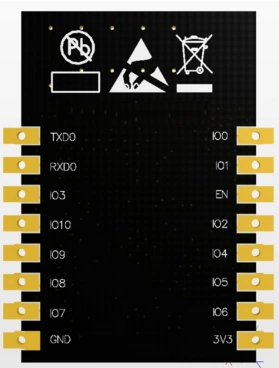 Pb
TXD0 IO0
RXD0 IO1
IO3 EN
IO10 IO2
IO9 IO4
IO8 IO5
IO7 IO6
GND 3V3